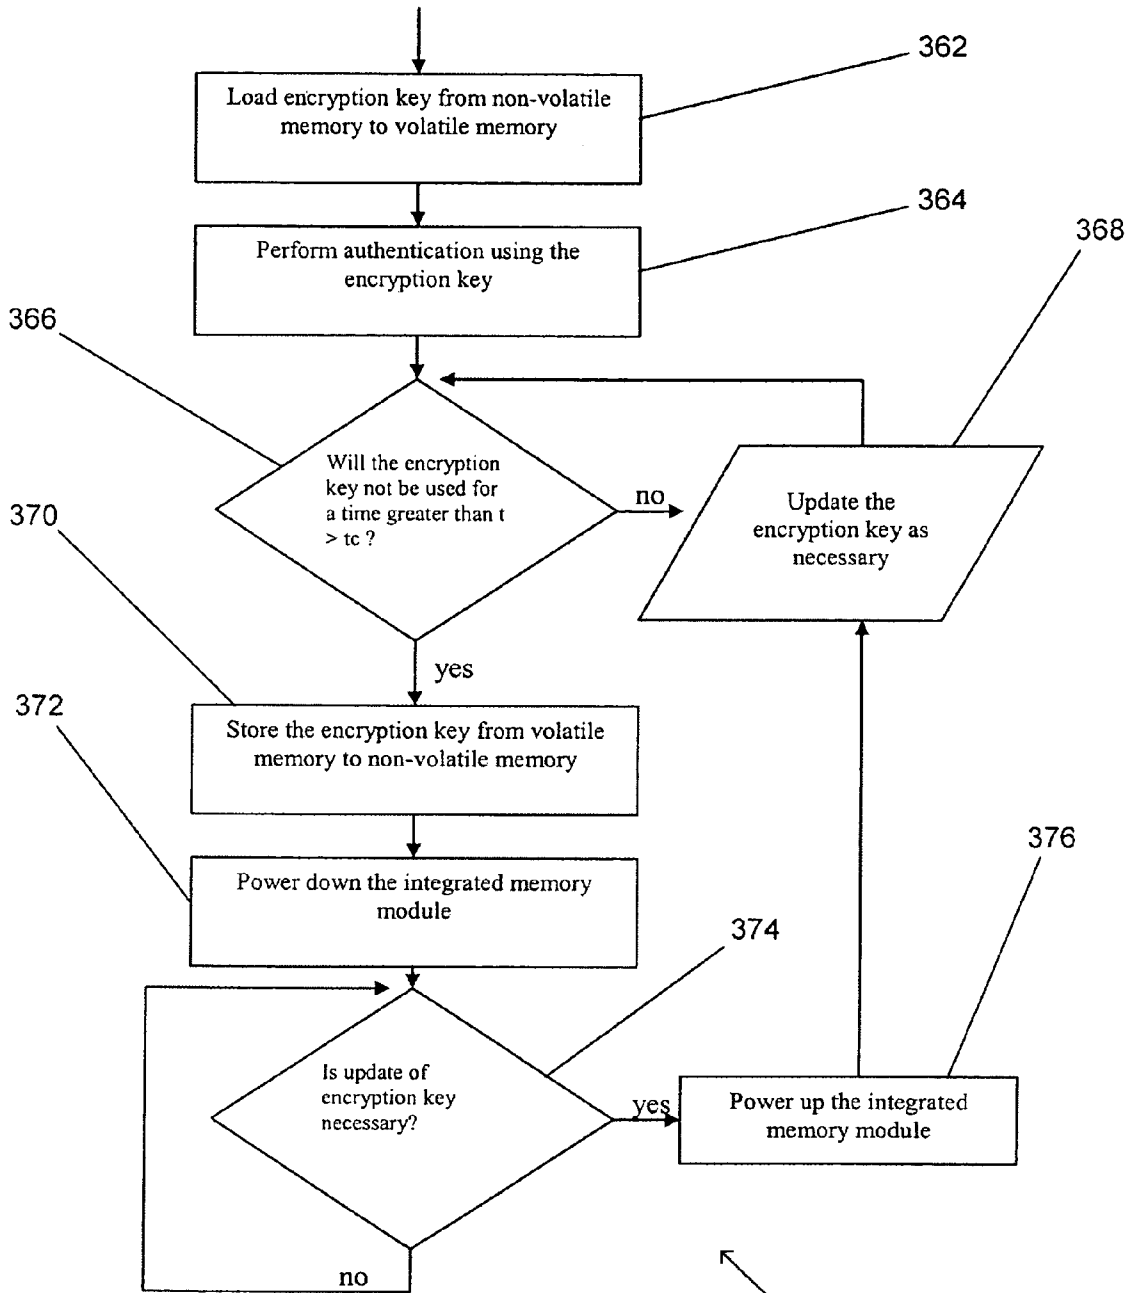 362
Load encryption key from non-volatile
memory to volatile memory
364
Perform authentication using the
encryption key
368
366
Will the encryption
key not be used for
a time greater than t
> tc ?
no
Update the
encryption key as
necessary
370
yes
372
Store the encryption key from volatile
memory to non-volatile memory
376
Power down the integrated memory
module
374
Is update of
encryption key
necessary?
yes
Power up the integrated
memory module
no